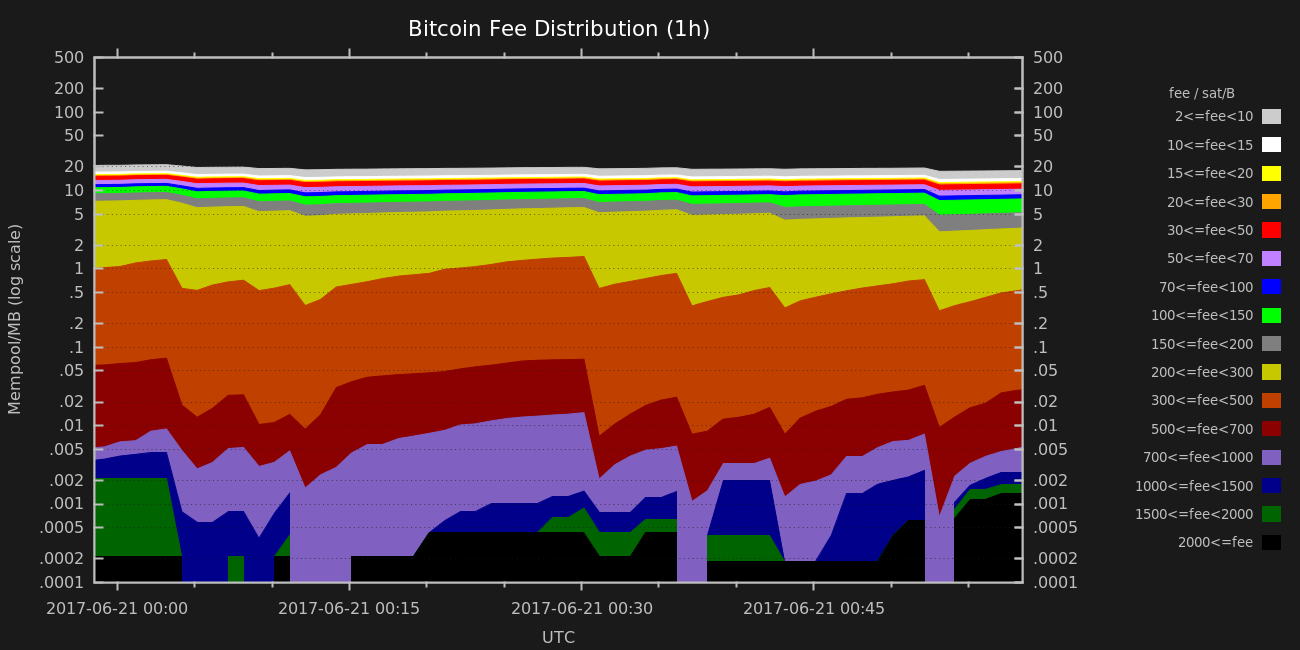 Bitcoin Fee Distribution (1h)
500 500
200 200
100 100
50 50
20 20
10 10
5 5
2 2
1 1
.5 .5
.2 .2
.1 .1
.05 .05
.02 .02
.01 .01
.005 .005
.002 .002
.001 .001
.0005 .0005
.0002 .0002
.0001 .0001
Mempool/MB (log scale)
2017-06-21 00:00 2017-06-21 00:15 2017-06-21 00:30 2017-06-21 00:45
UTC
fee / sat/B
2<=fee<10
10<=fee<15
15<=fee<20
20<=fee<30
30<=fee<50
50<=fee<70
70<=fee<100
100<=fee<150
150<=fee<200
200<=fee<300
300<=fee<500
500<=fee<700
700<=fee<1000
1000<=fee<1500
1500<=fee<2000
2000<=fee